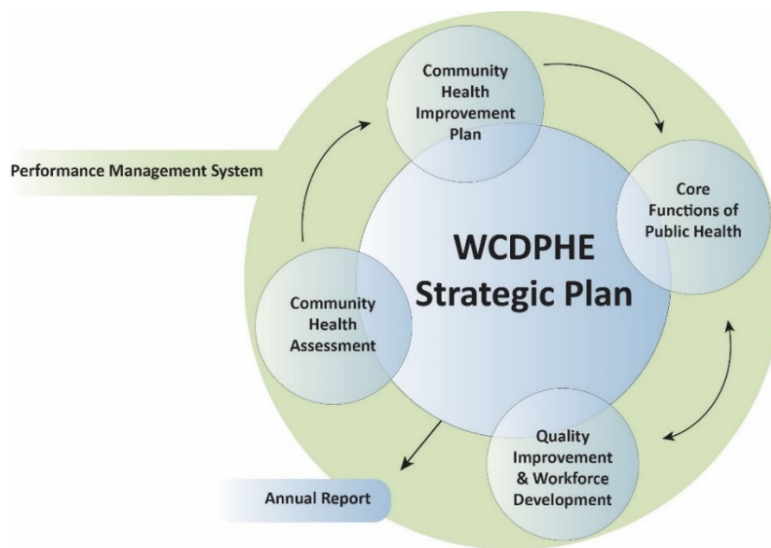 Community
Health
Improvement
Plan
Performance Management System
Core
Functions of
Public Health
WCDPHE
Strategic Plan
Community
Health
Assessment
Quality
Improvement
& Workforce
Development
Annual Report